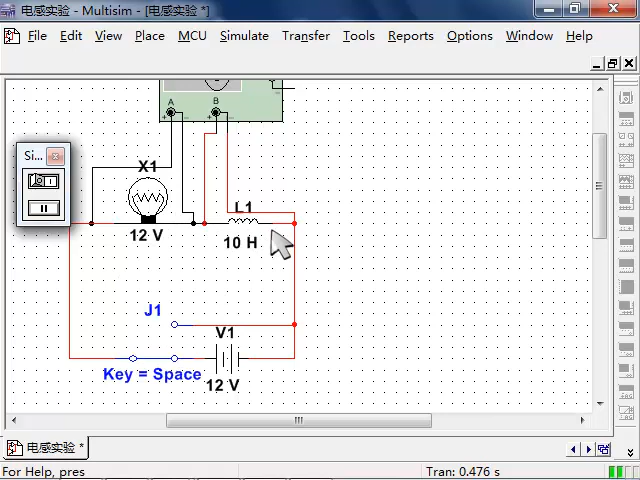 电感实验 - Multisim - [电感实验 *]
File Edit View Place MCU Simulate Transfer Tools Reports Options Window Help
A B
Si...
X1
L1
12 V
10 H
J1
V1
Key = Space
12 V
电感实验 *
For Help, pres
Tran: 0.476 s